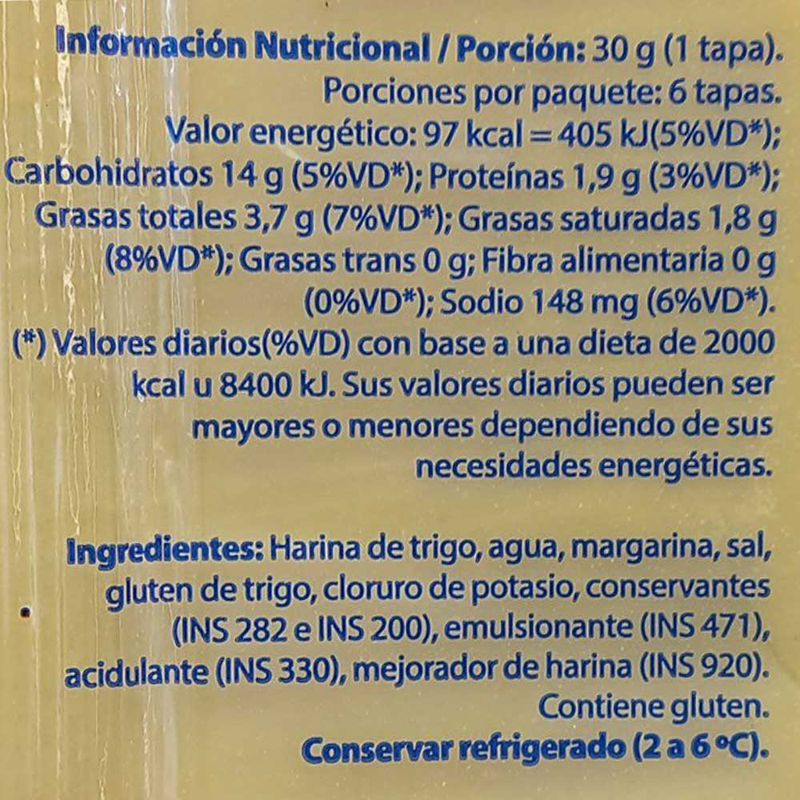 Información Nutricional / Porción: 30 g (1 tapa).
Porciones por paquete: 6 tapas.
Valor energético: 97 kcal = 405 kJ(5%VD*);
Carbohidratos 14 g (5%VD*); Proteínas 1,9 g (3%VD*);
Grasas totales 3,7 g (7%VD*); Grasas saturadas 1,8 g
(8%VD*); Grasas trans 0 g; Fibra alimentaria 0 g
(0%VD*); Sodio 148 mg (6%VD*).
(*) Valores diarios(%VD) con base a una dieta de 2000
kcal u 8400 kJ. Sus valores diarios pueden ser
mayores o menores dependiendo de sus
necesidades energéticas.
Ingredientes: Harina de trigo, agua, margarina, sal,
gluten de trigo, cloruro de potasio, conservantes
(INS 282 e INS 200), emulsionante (INS 471),
acidulante (INS 330), mejorador de harina (INS 920).
Contiene gluten.
Conservar refrigerado (2 a 6 ºC).